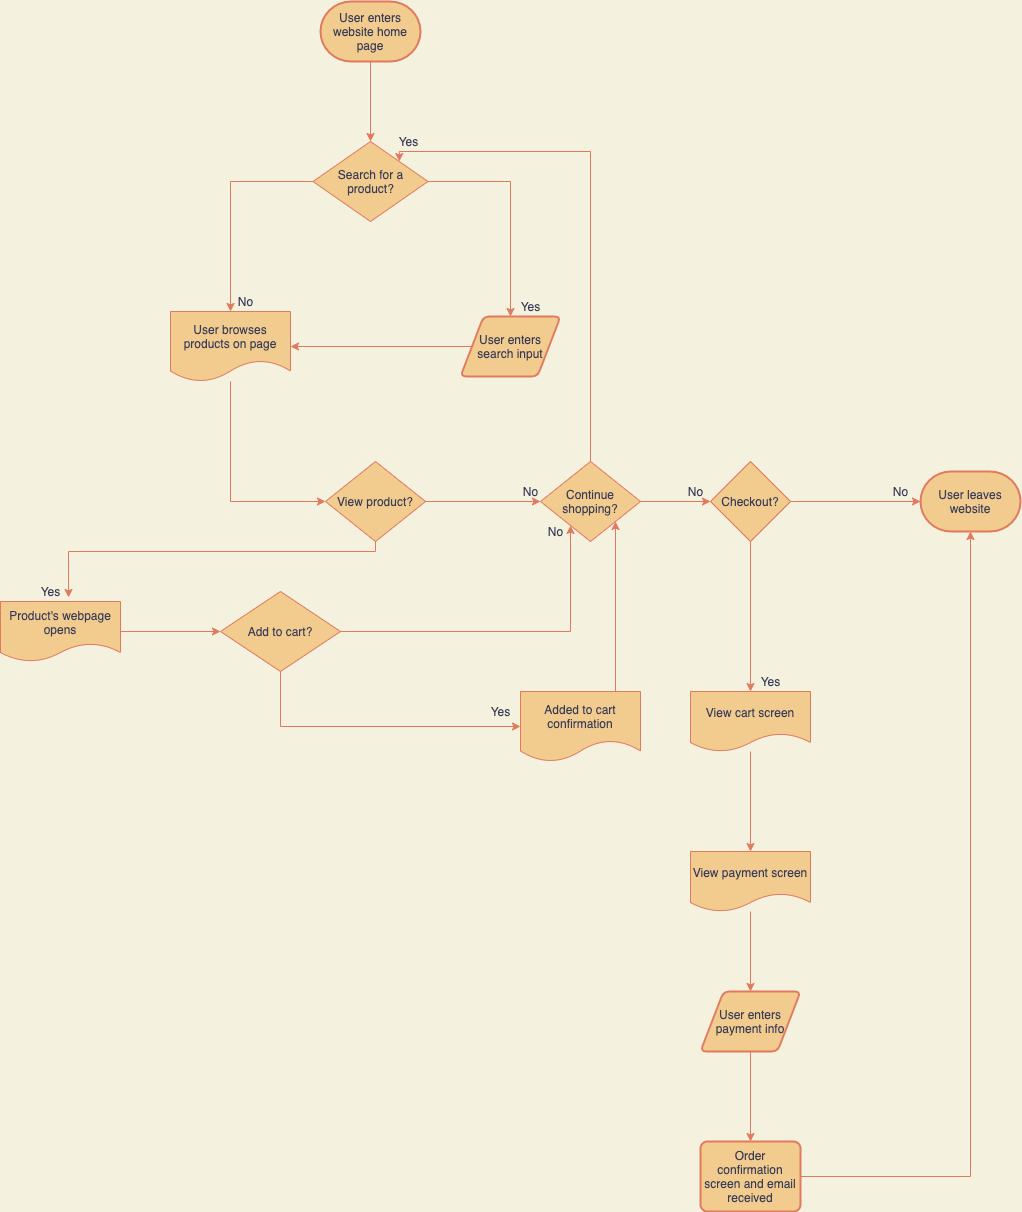 User enters
website home
page
Yes
Search for a
product?
No
Yes
User browses
products on page
User enters
search input
View product?
No
Continue
shopping?
No
Checkout?
No
User leaves
website
No
Yes
Product's webpage
opens
Add to cart?
Yes
Added to cart
confirmation
Yes
View cart screen
View payment screen
User enters
payment info
Order
confirmation
screen and email
received